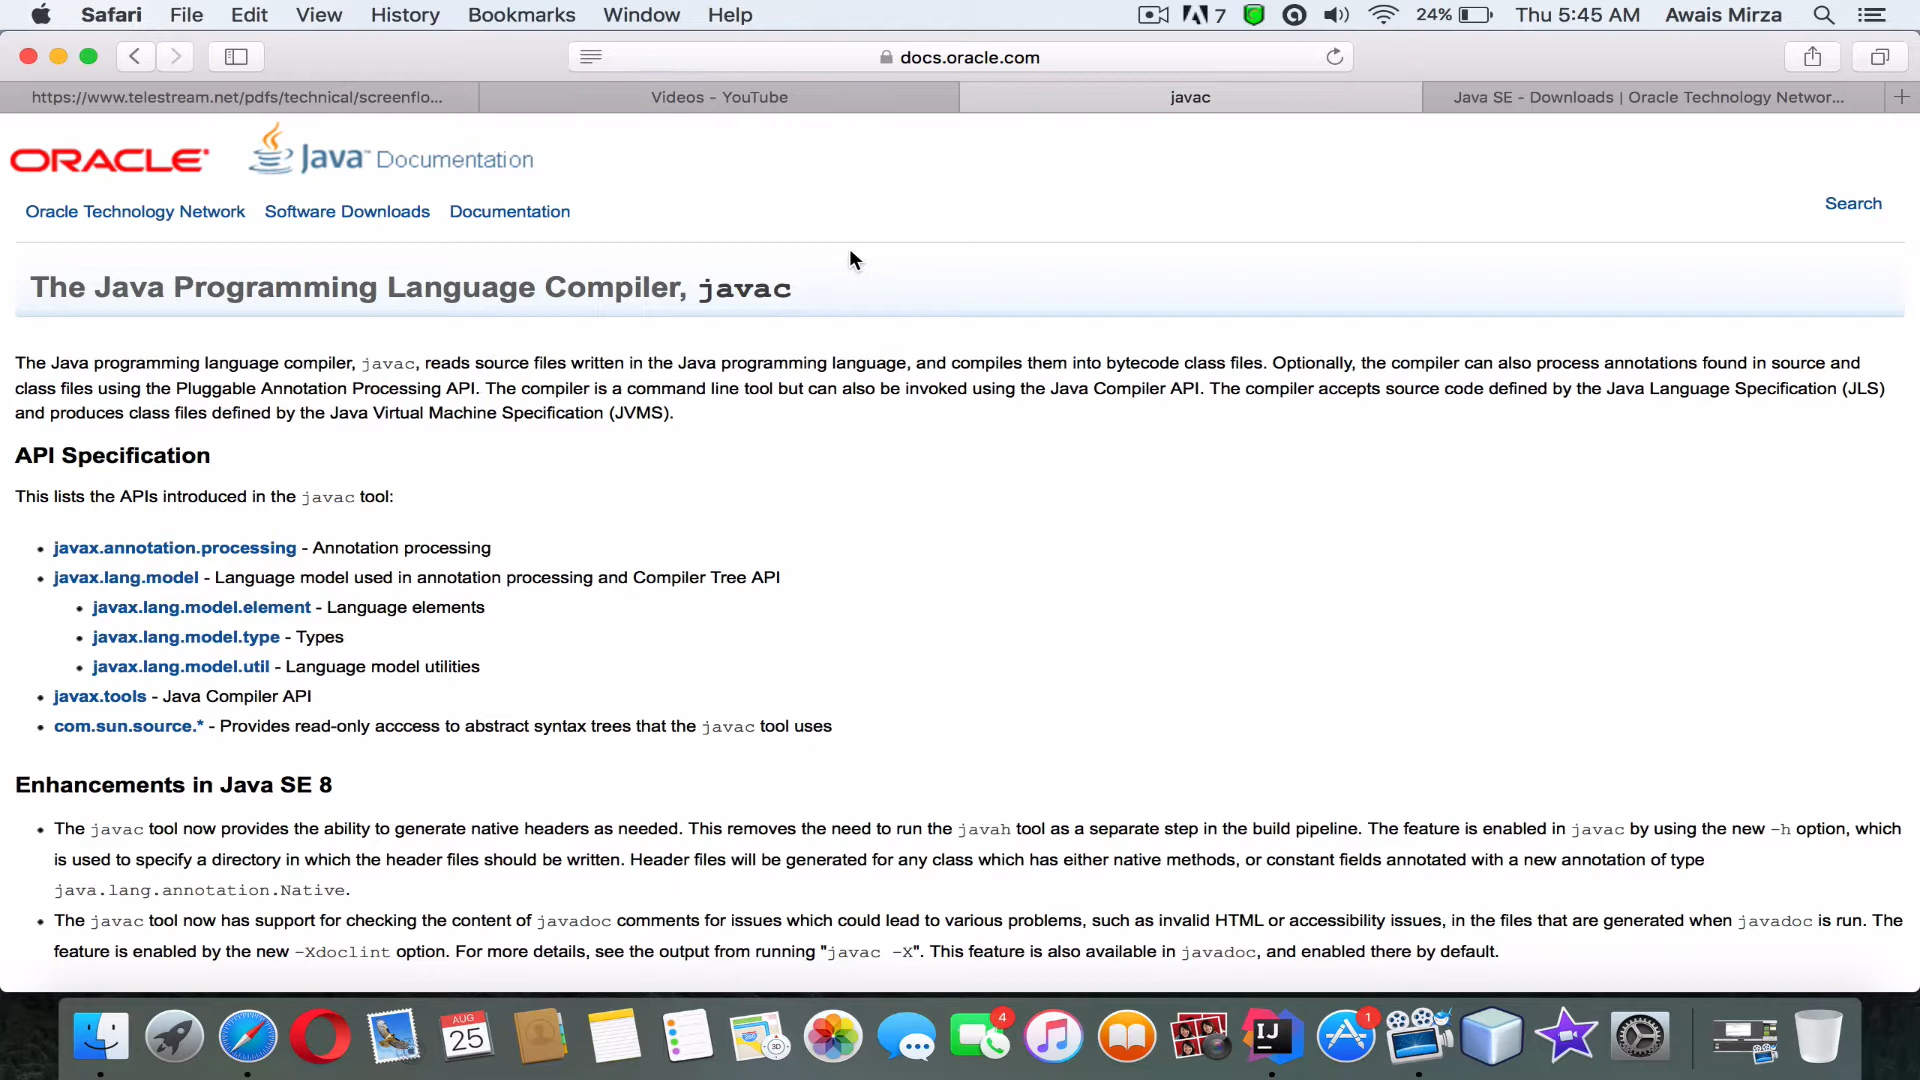 Safari File Edit View History Bookmarks Window Help 7 24% Thu 5:45 AM Awais Mirza
docs.oracle.com
https://www.telestream.net/pdfs/technical/screenflo... Videos - YouTube javac Java SE - Downloads | Oracle Technology Networ...
ORACLE Java™ Documentation
Oracle Technology Network Software Downloads Documentation Search
The Java Programming Language Compiler, javac
The Java programming language compiler, javac, reads source files written in the Java programming language, and compiles them into bytecode class files. Optionally, the compiler can also process annotations found in source and
class files using the Pluggable Annotation Processing API. The compiler is a command line tool but can also be invoked using the Java Compiler API. The compiler accepts source code defined by the Java Language Specification (JLS)
and produces class files defined by the Java Virtual Machine Specification (JVMS).
API Specification
This lists the APIs introduced in the javac tool:
• javax.annotation.processing - Annotation processing
• javax.lang.model - Language model used in annotation processing and Compiler Tree API
• javax.lang.model.element - Language elements
• javax.lang.model.type - Types
• javax.lang.model.util - Language model utilities
• javax.tools - Java Compiler API
• com.sun.source.* - Provides read-only acccess to abstract syntax trees that the javac tool uses
Enhancements in Java SE 8
• The javac tool now provides the ability to generate native headers as needed. This removes the need to run the javah tool as a separate step in the build pipeline. The feature is enabled in javac by using the new -h option, which
is used to specify a directory in which the header files should be written. Header files will be generated for any class which has either native methods, or constant fields annotated with a new annotation of type
java.lang.annotation.Native.
• The javac tool now has support for checking the content of javadoc comments for issues which could lead to various problems, such as invalid HTML or accessibility issues, in the files that are generated when javadoc is run. The
feature is enabled by the new -Xdoclint option. For more details, see the output from running "javac -X". This feature is also available in javadoc, and enabled there by default.
AUG 25 3D 4 IJ 1